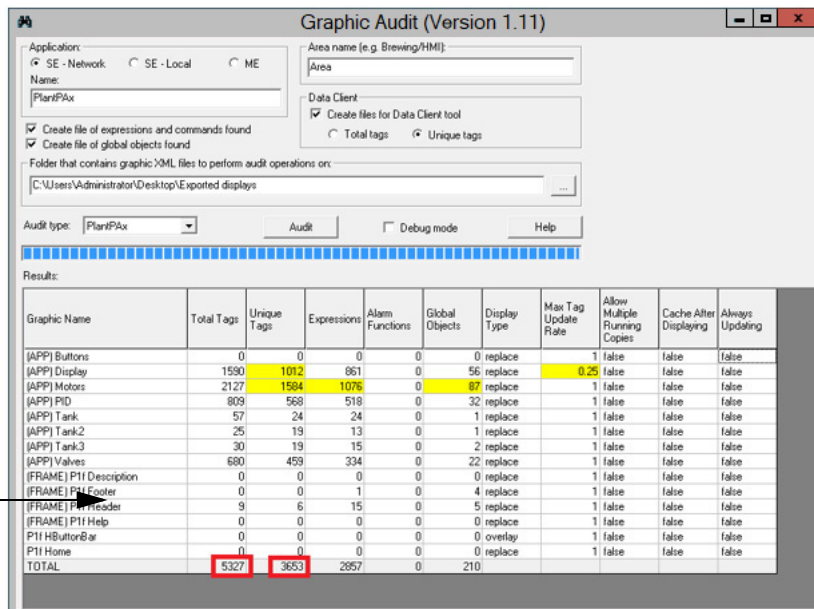 Graphic Audit (Version 1.11)
Application:
SE - Network SE - Local ME
Name:
PlantPAx
Area name (e.g. Brewing/HMI):
Area
Data Client
Create files for Data Client tool
Total tags Unique tags
Create file of expressions and commands found
Create file of global objects found
Folder that contains graphic XML files to perform audit operations on:
C:\Users\Administrator\Desktop\Exported displays
...
Audit type: PlantPAx Audit Debug mode Help
Results:
Graphic Name Total Tags Unique Tags Expressions Alarm Functions Global Objects Display Type Max Tag Update Rate Allow Multiple Running Copies Cache After Displaying Always Updating
(APP) Buttons 0 0 0 0 0 replace 1 false false false
(APP) Display 1590 1012 861 0 56 replace 0.25 false false false
(APP) Motors 2127 1584 1076 0 87 replace 1 false false false
(APP) PID 809 568 518 0 32 replace 1 false false false
(APP) Tank 57 24 24 0 1 replace 1 false false false
(APP) Tank2 25 19 13 0 1 replace 1 false false false
(APP) Tank3 30 19 15 0 2 replace 1 false false false
(APP) Valves 680 459 334 0 22 replace 1 false false false
(FRAME) P1f Description 0 0 0 0 0 replace 1 false false false
(FRAME) P1f Footer 0 0 1 0 4 replace 1 false false false
(FRAME) P1f Header 9 6 15 0 5 replace 1 false false false
(FRAME) P1f Help 0 0 0 0 0 replace 1 false false false
P1f HButtonBar 0 0 0 0 0 overlay 1 false false false
P1f Home 0 0 0 0 0 replace 1 false false false
TOTAL 5327 3653 2857 0 210